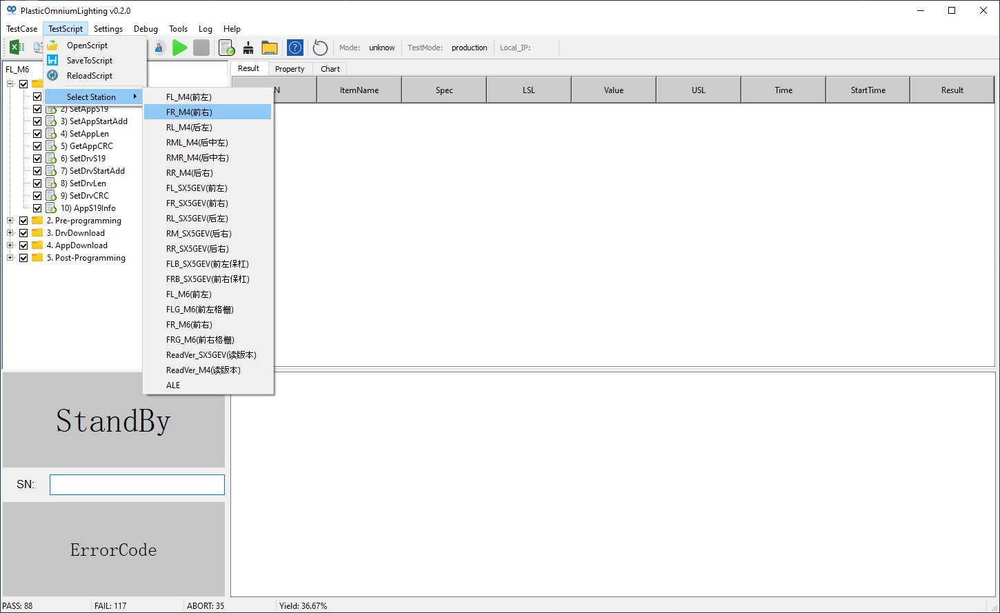 PlasticOmniumLighting v0.2.0
TestCase TestScript Settings Debug Tools Log Help
OpenScript
SaveToScript
ReloadScript
Select Station
Mode: unknow TestMode: production Local_IP:
FL_M6
2) SetAppS19
3) SetAppStartAdd
4) SetAppLen
5) GetAppCRC
6) SetDrvS19
7) SetDrvStartAdd
8) SetDrvLen
9) SetDrvCRC
10) AppS19Info
2. Pre-programming
3. DrvDownload
4. AppDownload
5. Post-Programming
FL_M4(前左)
FR_M4(前右)
RL_M4(后左)
RML_M4(后中左)
RMR_M4(后中右)
RR_M4(后右)
FL_SX5GEV(前左)
FR_SX5GEV(前右)
RL_SX5GEV(后左)
RM_SX5GEV(后右)
RR_SX5GEV(后右)
FLB_SX5GEV(前左保杠)
FRB_SX5GEV(前右保杠)
FL_M6(前左)
FLG_M6(前左格栅)
FR_M6(前右)
FRG_M6(前右格栅)
ReadVer_SX5GEV(读版本)
ReadVer_M4(读版本)
ALE
Result Property Chart
N ItemName Spec LSL Value USL Time StartTime Result
StandBy
SN:
ErrorCode
PASS: 88 FAIL: 117 ABORT: 35 Yield: 36.67%